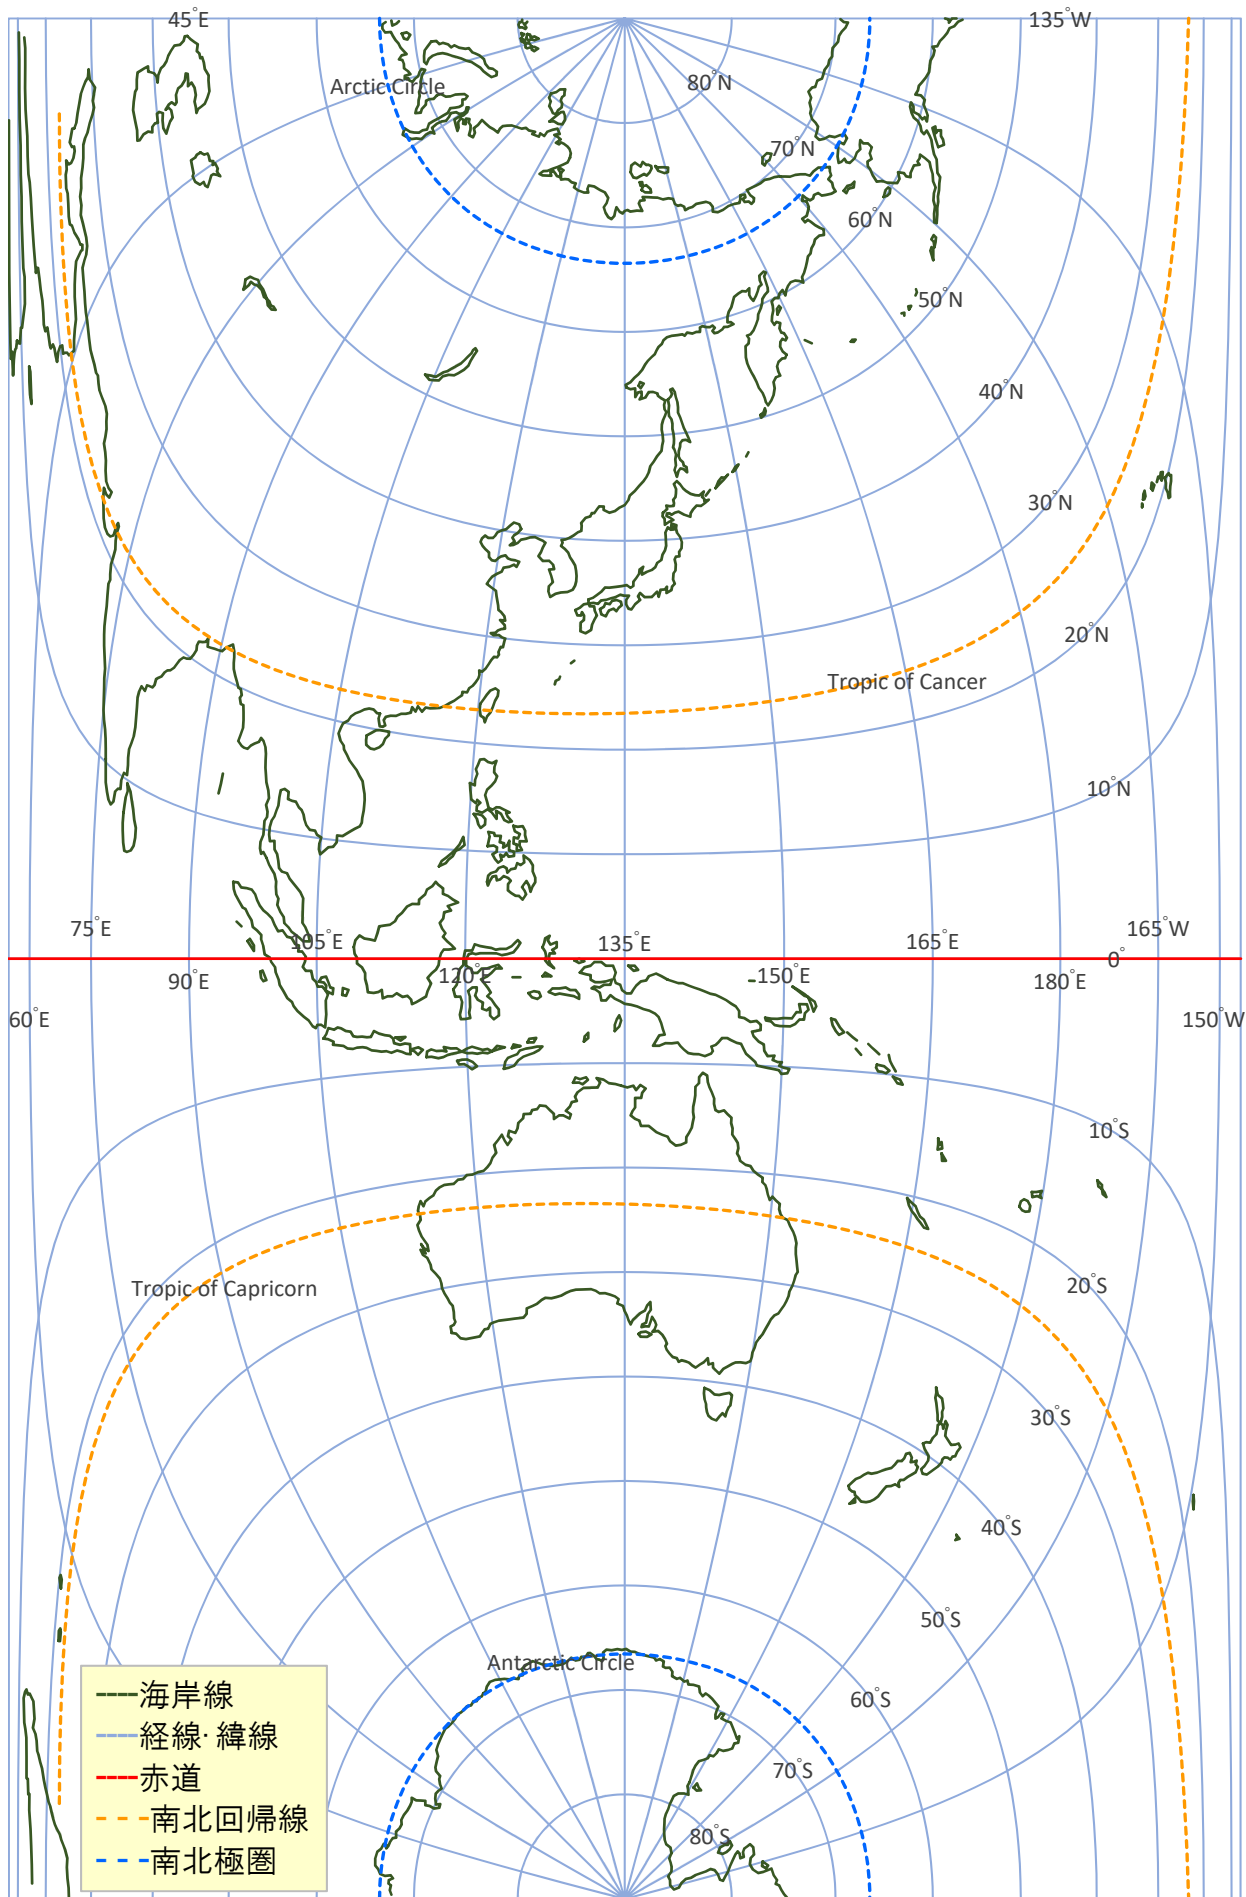 45°E
135°W
80°N
Arctic Circle
70°N
60°N
50°N
40°N
30°N
20°N
Tropic of Cancer
10°N
75°E
105°E
135°E
165°E
165°W
0°
90°E
120°E
150°E
180°E
60°E
150°W
10°S
20°S
Tropic of Capricorn
30°S
40°S
50°S
Antarctic Circle
60°S
70°S
80°S
海岸線
経線･緯線
赤道
南北回帰線
南北極圏